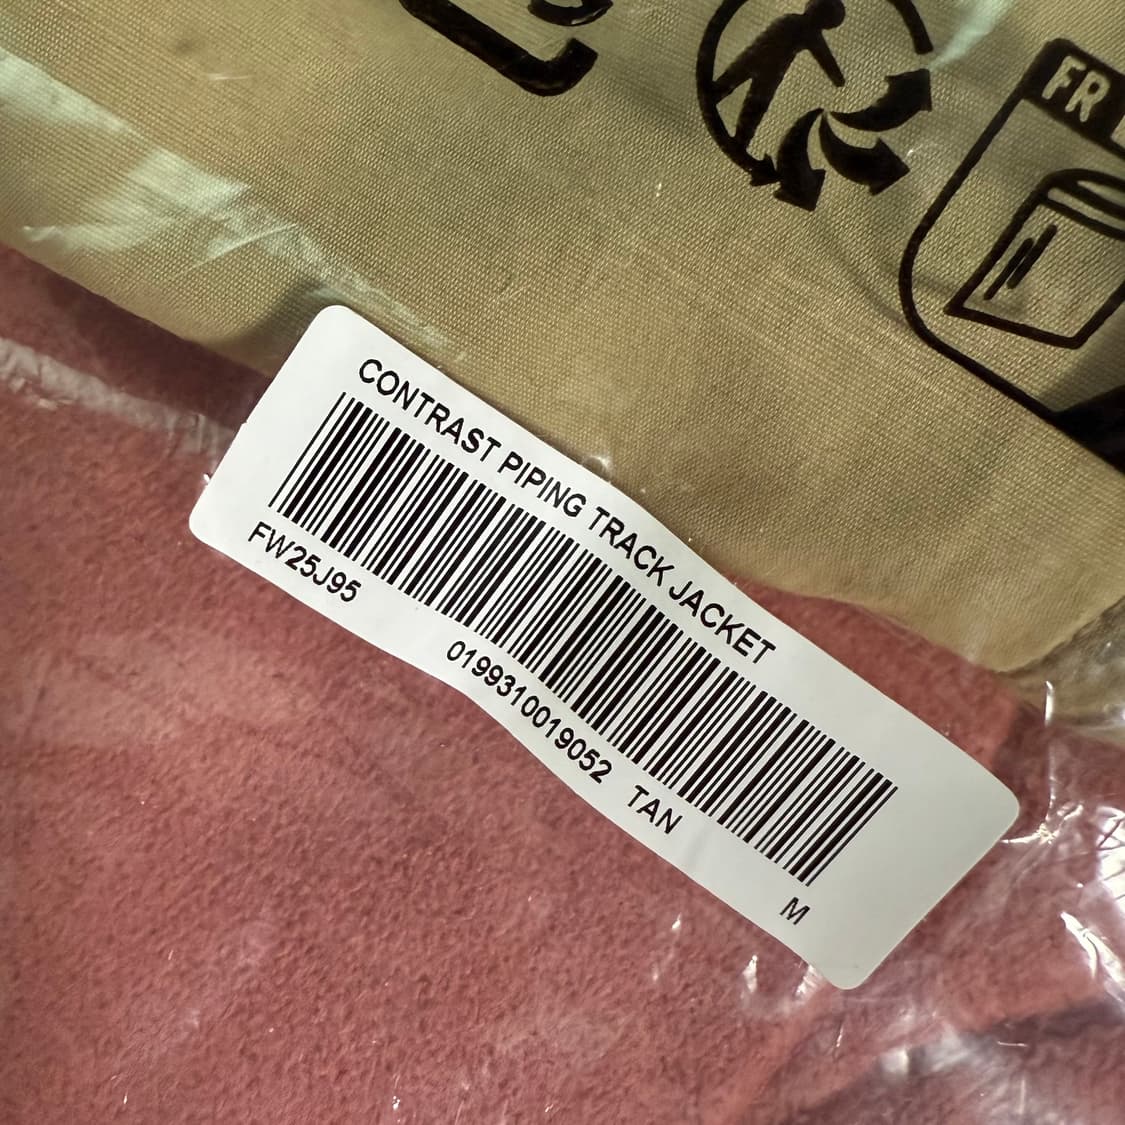 FR
CONTRAST PIPING TRACK JACKET
FW25J95
0199310019052 TAN
M